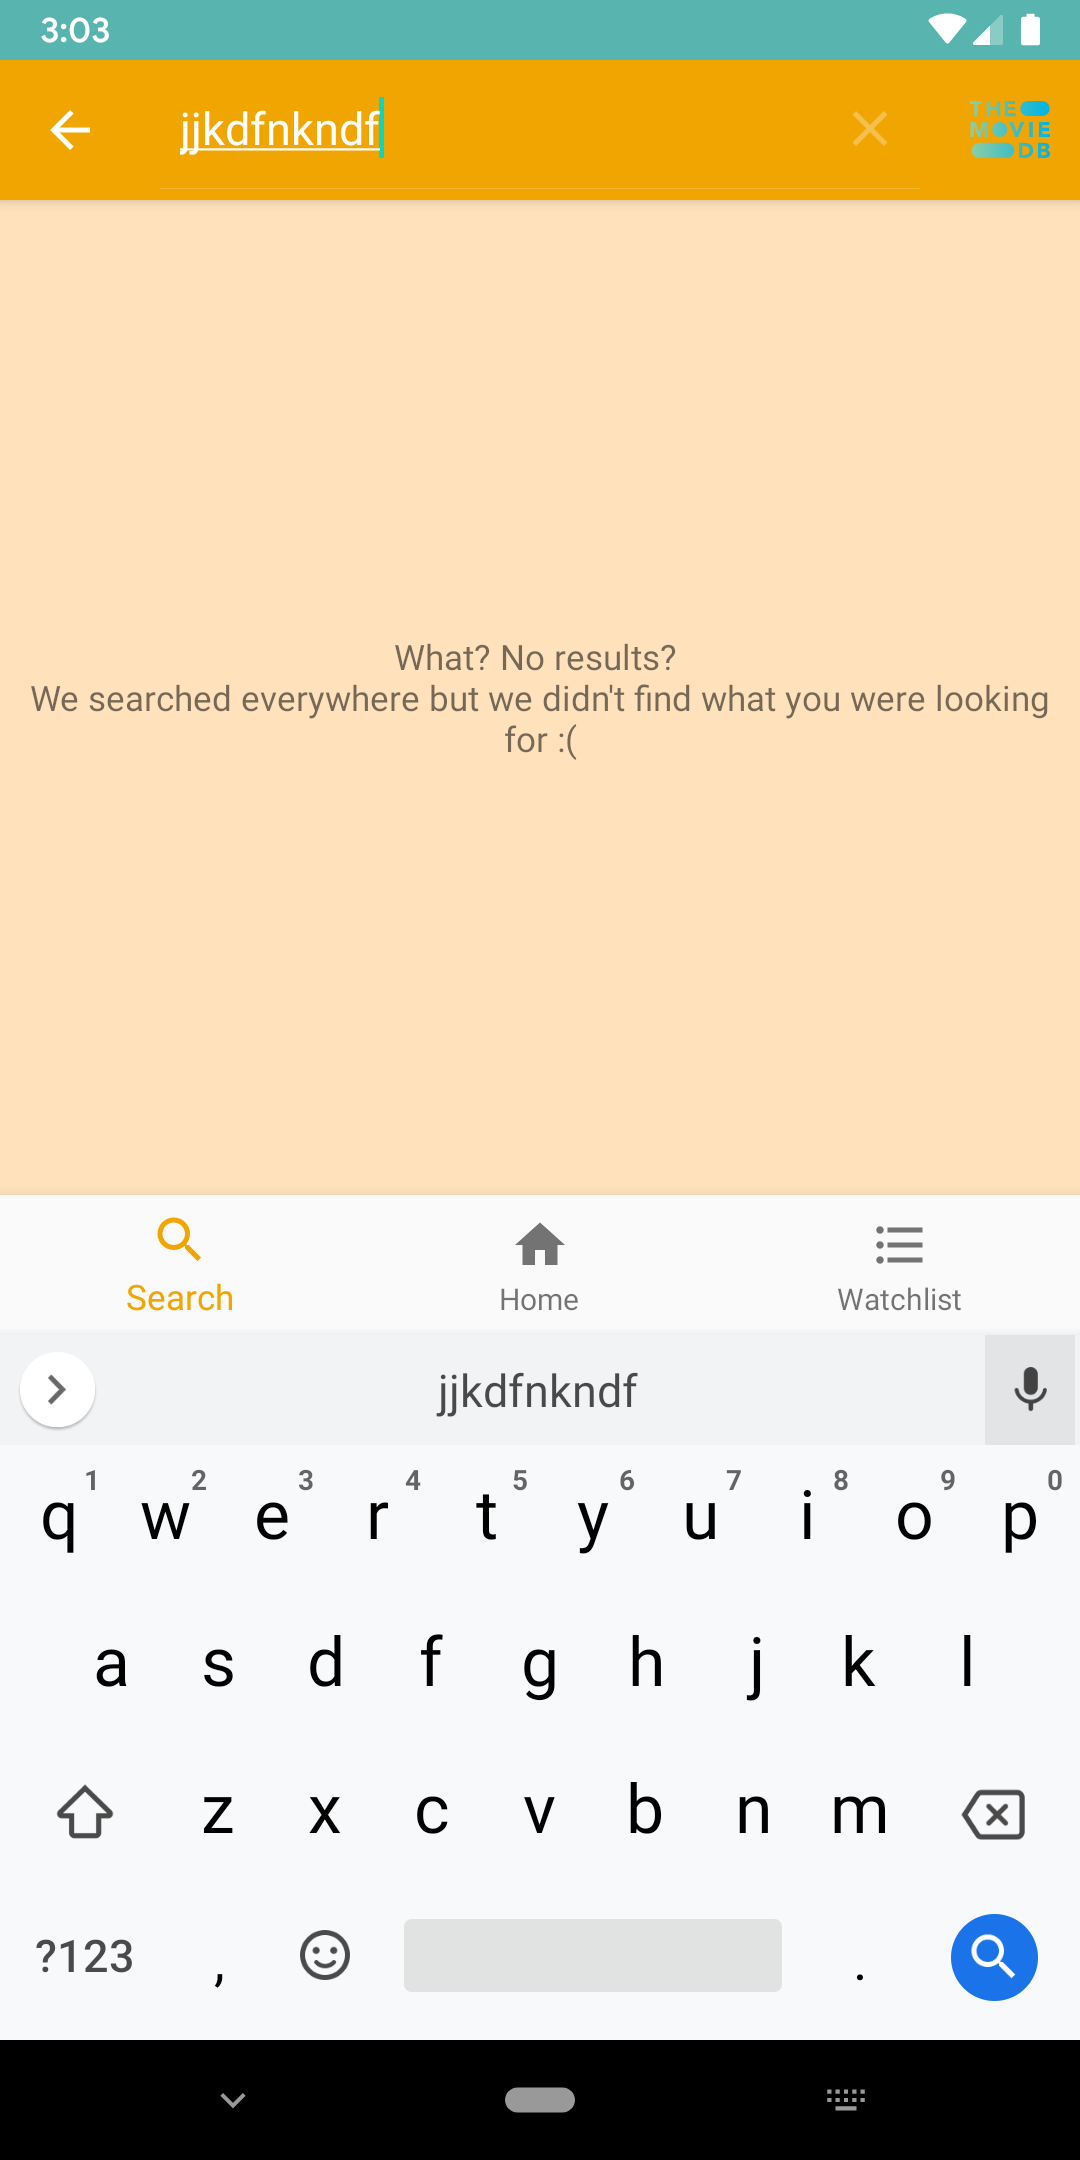 3:03
jjkdfnkndf
THE
MOVIE
DB
What? No results?
We searched everywhere but we didn't find what you were looking
for :(
Search
Home
Watchlist
jjkdfnkndf
1 2 3 4 5 6 7 8 9 0
q w e r t y u i o p
a s d f g h j k l
z x c v b n m
?123 , .